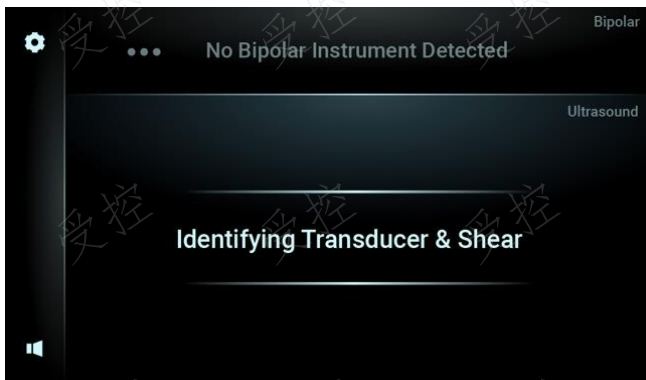 Bipolar
No Bipolar Instrument Detected
Ultrasound
受控 受控 受控
Identifying Transducer & Shear
受控 受控 受控